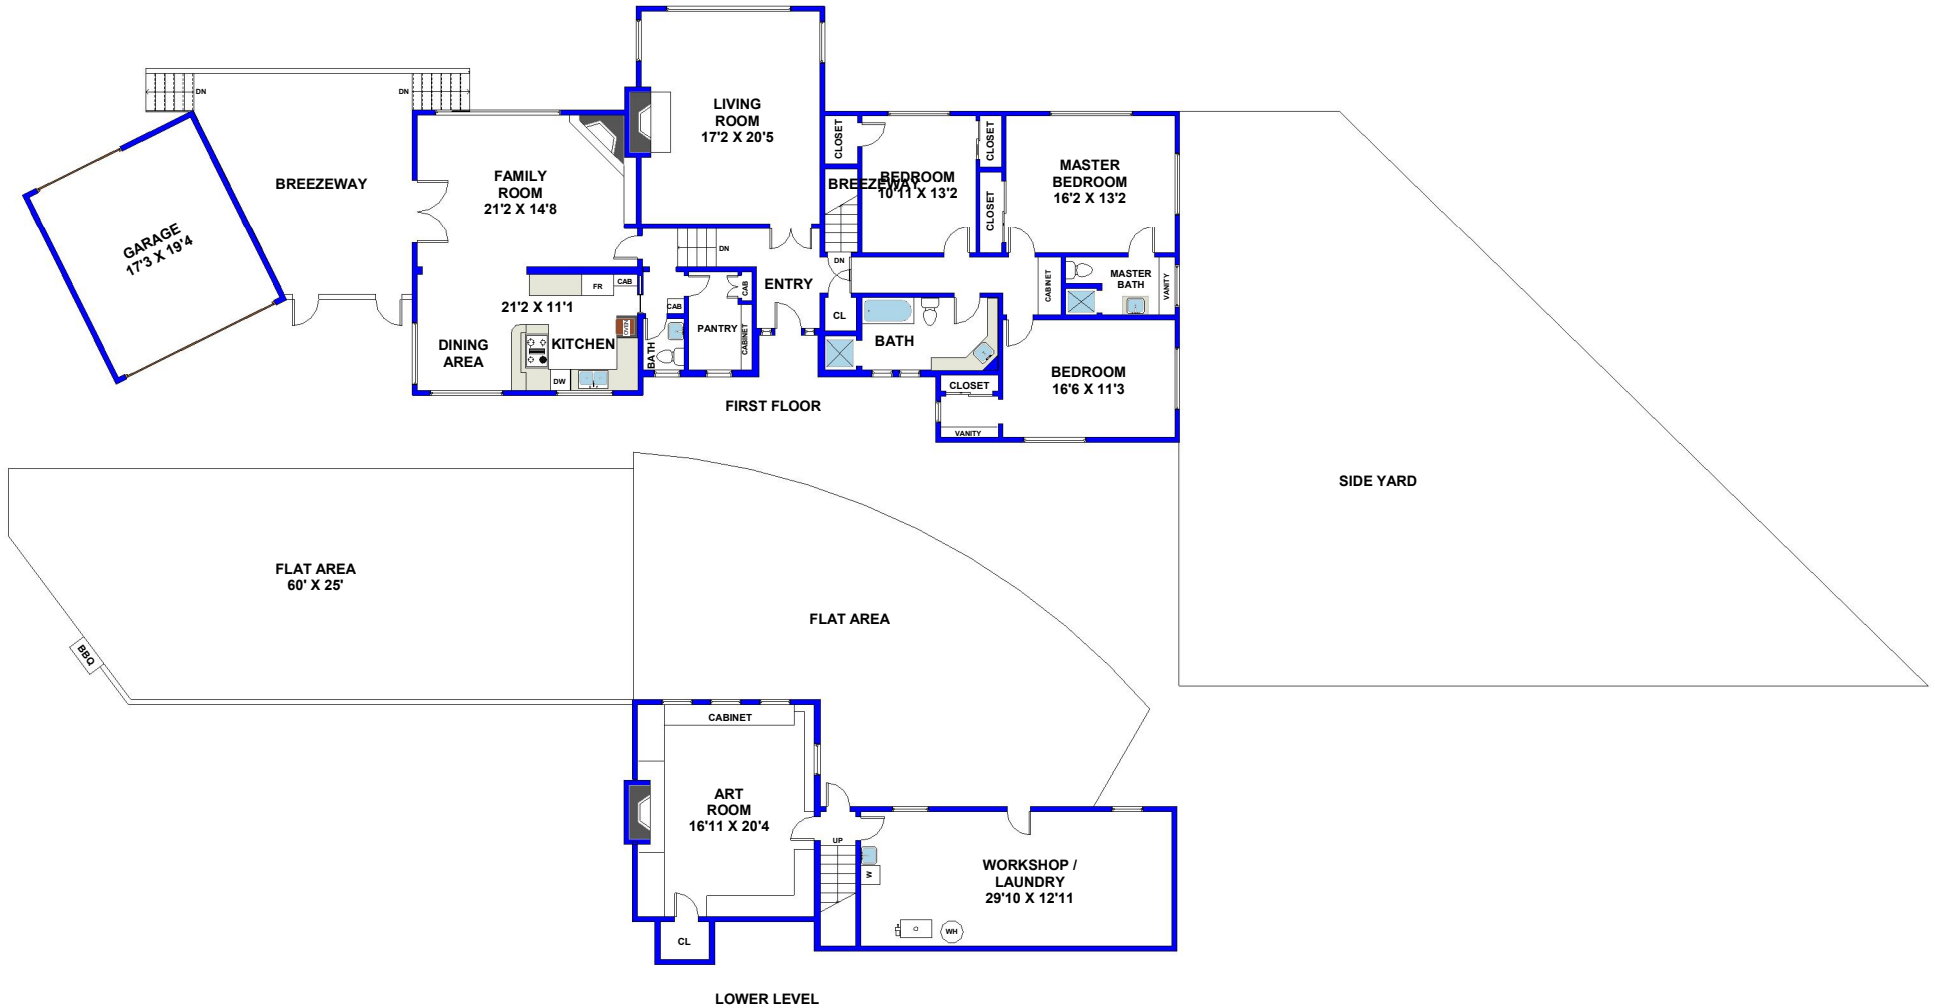 DN
DN
LIVING
ROOM
17'2 X 20'5
BREEZEWAY
FAMILY
ROOM
21'2 X 14'8
GARAGE
17'3 X 19'4
CLOSET
BREEZEWAY
BEDROOM
10'11 X 13'2
CLOSET
CLOSET
MASTER
BEDROOM
16'2 X 13'2
DN
DN
ENTRY
CAB
FR
CAB
CAB
21'2 X 11'1
OVEN
KITCHEN
DINING
AREA
DW
BATH
PANTRY
CABINET
CL
BATH
CABINET
MASTER
BATH
VANITY
BEDROOM
16'6 X 11'3
CLOSET
VANITY
FIRST FLOOR
SIDE YARD
FLAT AREA
60' X 25'
FLAT AREA
BBQ
CABINET
ART
ROOM
16'11 X 20'4
UP
W
WORKSHOP /
LAUNDRY
29'10 X 12'11
WH
CL
LOWER LEVEL